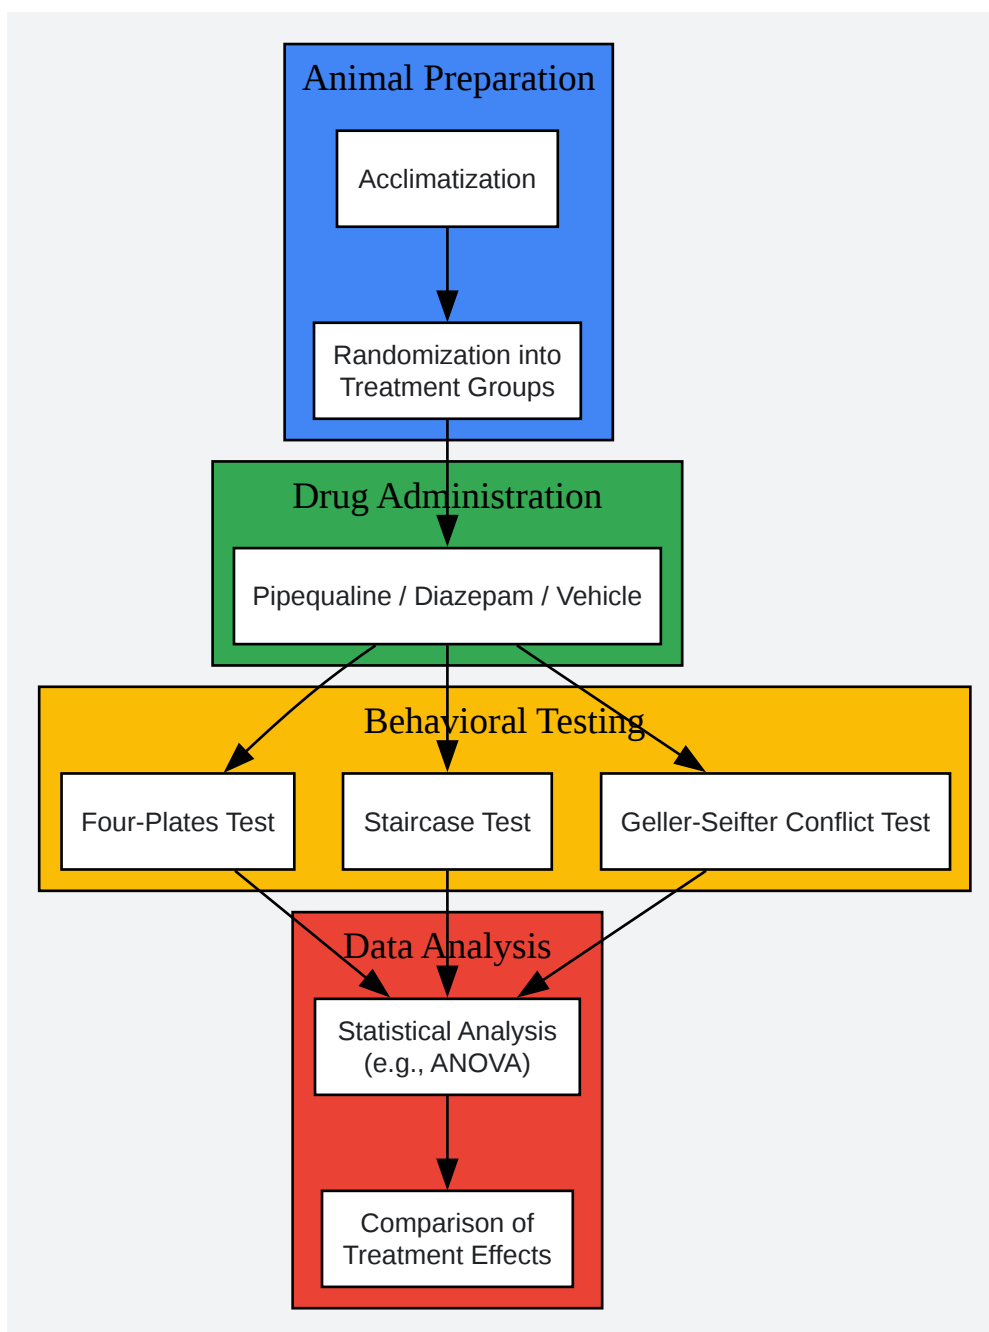 Animal Preparation
Acclimatization
Randomization into
Treatment Groups
Drug Administration
Pipequaline / Diazepam / Vehicle
Behavioral Testing
Four-Plates Test
Staircase Test
Geller-Seifter Conflict Test
Data Analysis
Statistical Analysis
(e.g., ANOVA)
Comparison of
Treatment Effects